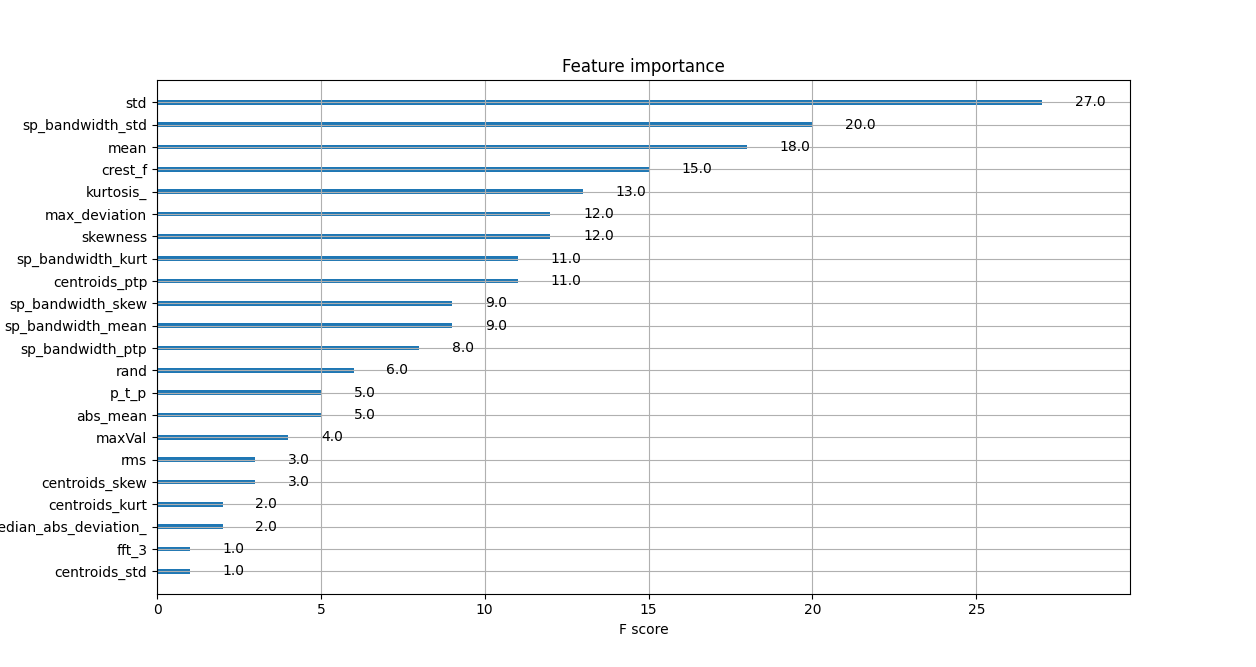 Feature importance
std 27.0
sp_bandwidth_std 20.0
mean 18.0
crest_f 15.0
kurtosis_ 13.0
max_deviation 12.0
skewness 12.0
sp_bandwidth_kurt 11.0
centroids_ptp 11.0
sp_bandwidth_skew 9.0
sp_bandwidth_mean 9.0
sp_bandwidth_ptp 8.0
rand 6.0
p_t_p 5.0
abs_mean 5.0
maxVal 4.0
rms 3.0
centroids_skew 3.0
centroids_kurt 2.0
edian_abs_deviation_ 2.0
fft_3 1.0
centroids_std 1.0
0 5 10 15 20 25
F score